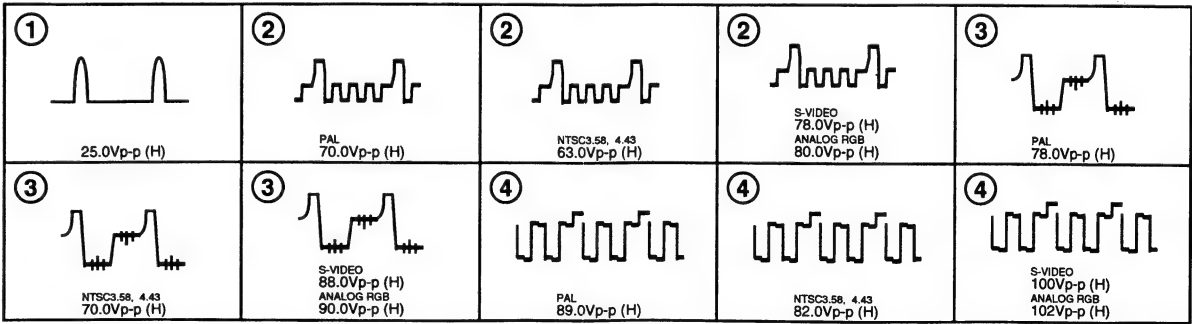 ①
25.0Vp-p (H)
②
PAL
70.0Vp-p (H)
②
NTSC3.58, 4.43
63.0Vp-p (H)
②
S-VIDEO
78.0Vp-p (H)
ANALOG RGB
80.0Vp-p (H)
③
PAL
78.0Vp-p (H)
③
NTSC3.58, 4.43
70.0Vp-p (H)
③
S-VIDEO
88.0Vp-p (H)
ANALOG RGB
90.0Vp-p (H)
④
PAL
89.0Vp-p (H)
④
NTSC3.58, 4.43
82.0Vp-p (H)
④
S-VIDEO
100Vp-p (H)
ANALOG RGB
102Vp-p (H)